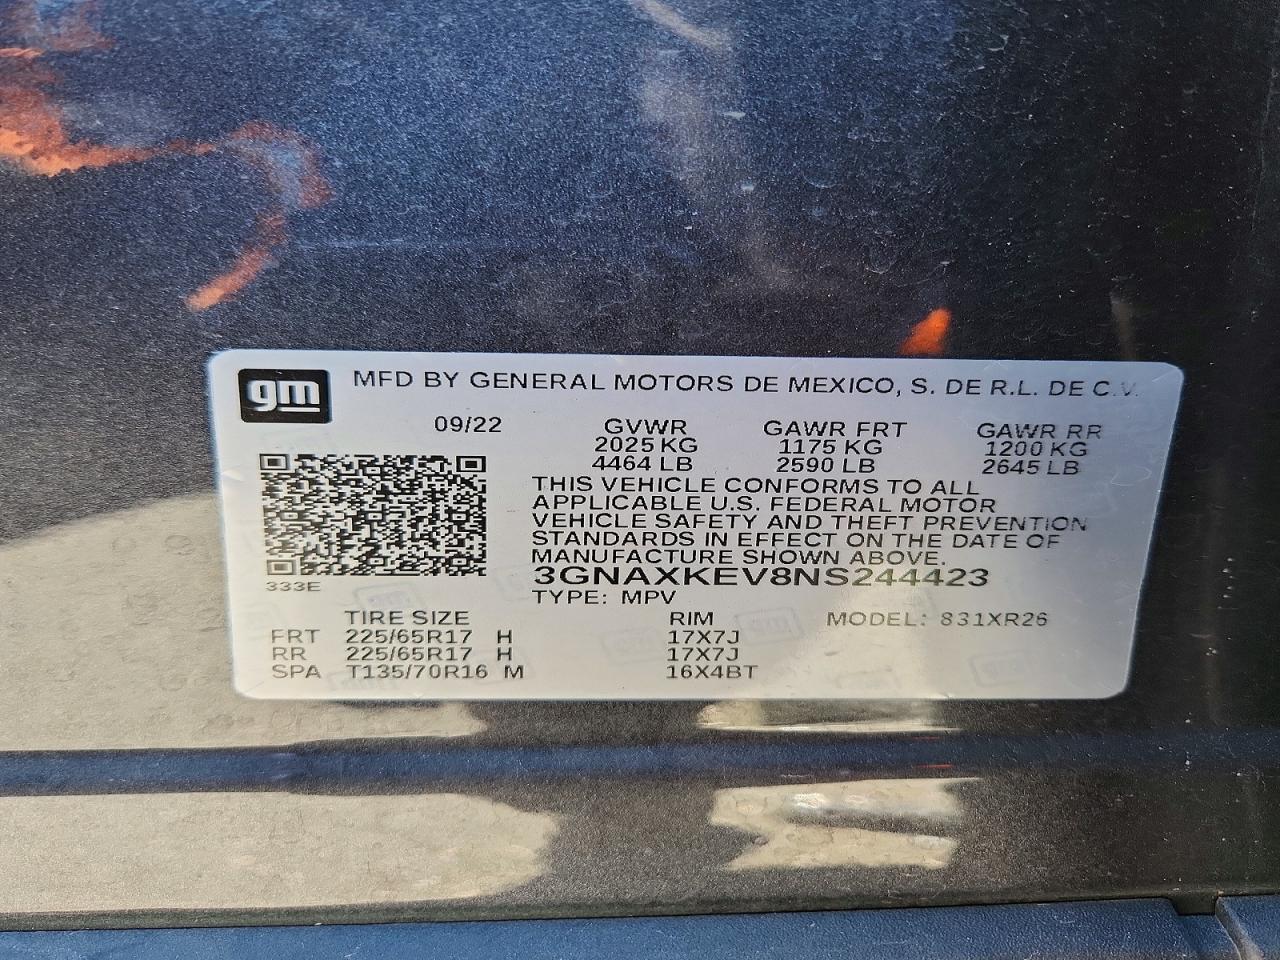 gm
MFD BY GENERAL MOTORS DE MEXICO, S. DE R.L. DE C.V.
09/22 GVWR GAWR FRT GAWR RR
2025 KG 1175 KG 1200 KG
4464 LB 2590 LB 2645 LB
THIS VEHICLE CONFORMS TO ALL
APPLICABLE U.S. FEDERAL MOTOR
VEHICLE SAFETY AND THEFT PREVENTION
STANDARDS IN EFFECT ON THE DATE OF
MANUFACTURE SHOWN ABOVE.
3GNAXKEV8NS244423
333E
TYPE: MPV
TIRE SIZE RIM MODEL: 831XR26
FRT 225/65R17 H 17X7J
RR 225/65R17 H 17X7J
SPA T135/70R16 M 16X4BT